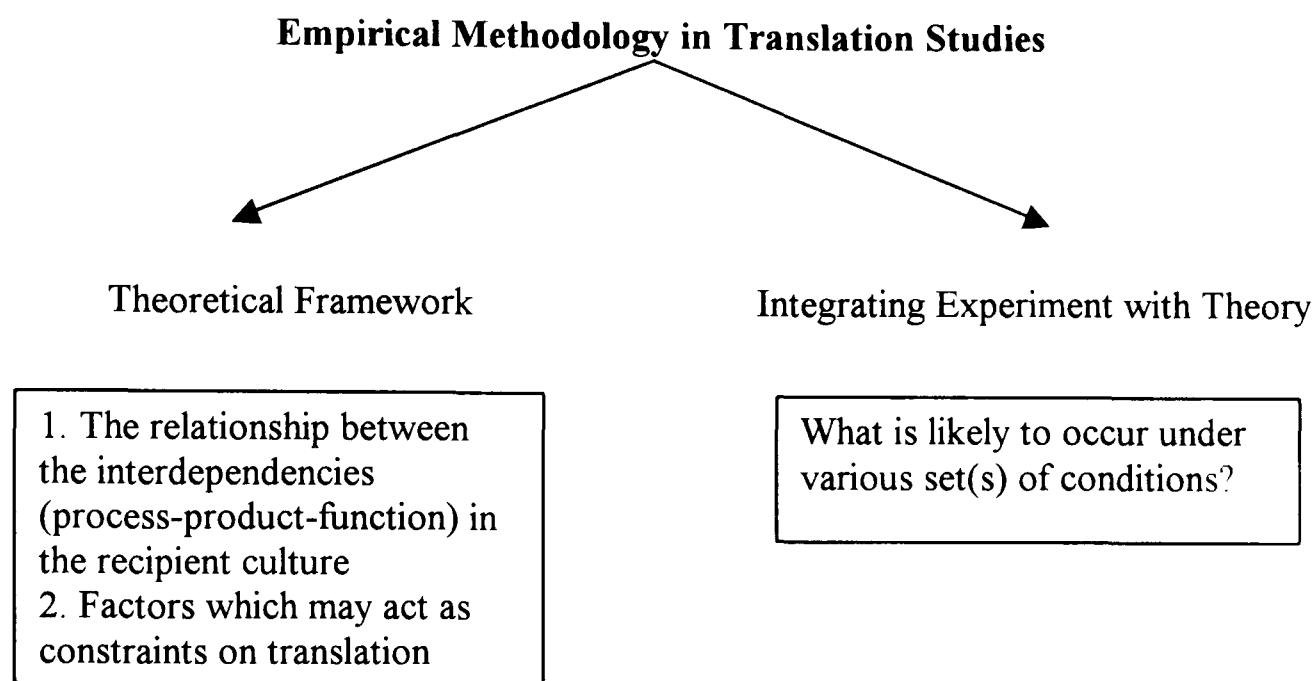 Empirical Methodology in Translation Studies
Theoretical Framework
Integrating Experiment with Theory
1. The relationship between
the interdependencies
(process-product-function) in
the recipient culture
2. Factors which may act as
constraints on translation
What is likely to occur under
various set(s) of conditions?